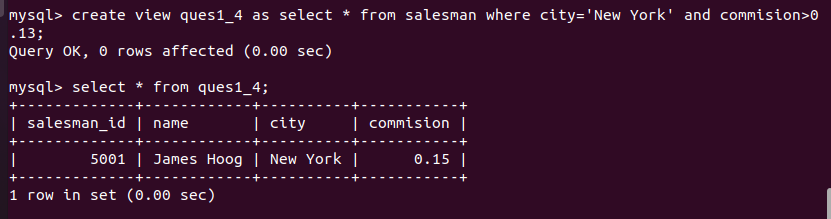 mysql> create view ques1_4 as select * from salesman where city='New York' and commision>0
.13;
Query OK, 0 rows affected (0.00 sec)
mysql> select * from ques1_4;
+-------------+------------+----------+-----------+
| salesman_id | name       | city     | commision |
+-------------+------------+----------+-----------+
|        5001 | James Hoog | New York |      0.15 |
+-------------+------------+----------+-----------+
1 row in set (0.00 sec)